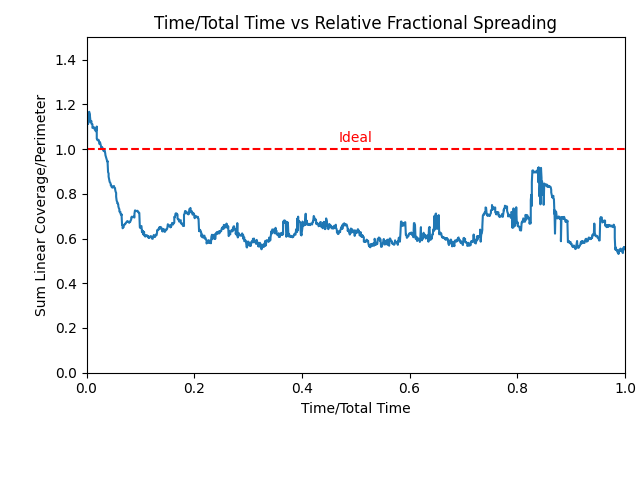 Time/Total Time vs Relative Fractional Spreading
Sum Linear Coverage/Perimeter
1.4
1.2
1.0
0.8
0.6
0.4
0.2
0.0
Ideal
0.0 0.2 0.4 0.6 0.8 1.0
Time/Total Time